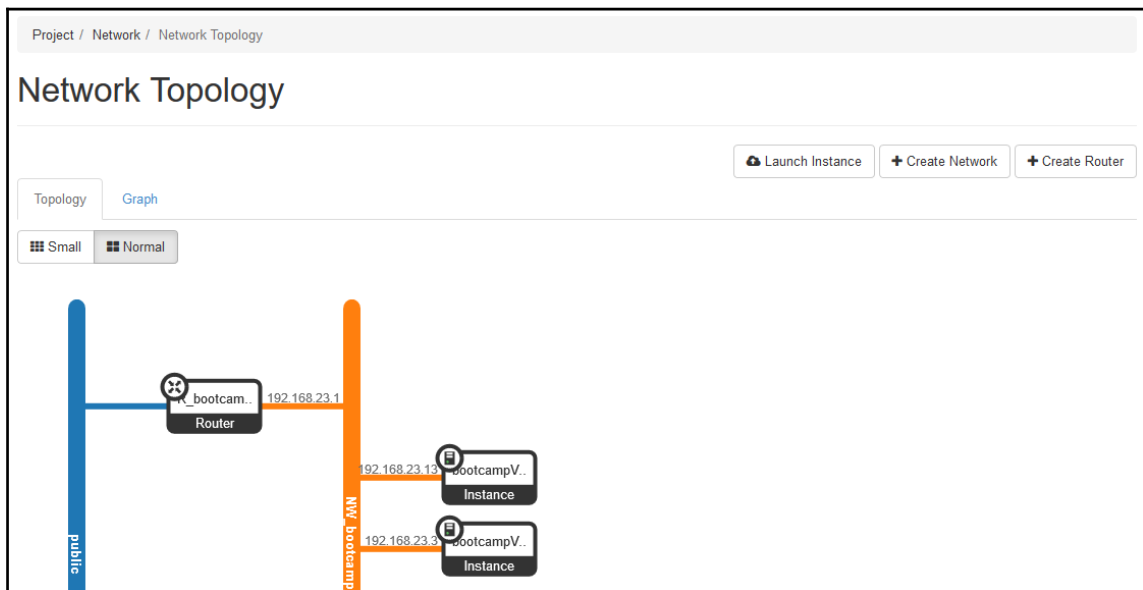 Project / Network / Network Topology
Network Topology
Launch Instance
+ Create Network
+ Create Router
Topology
Graph
Small
Normal
public
R_bootcam..
Router
192.168.23.1
NW_bootcamp
192.168.23.13
bootcampV..
Instance
192.168.23.3
bootcampV..
Instance